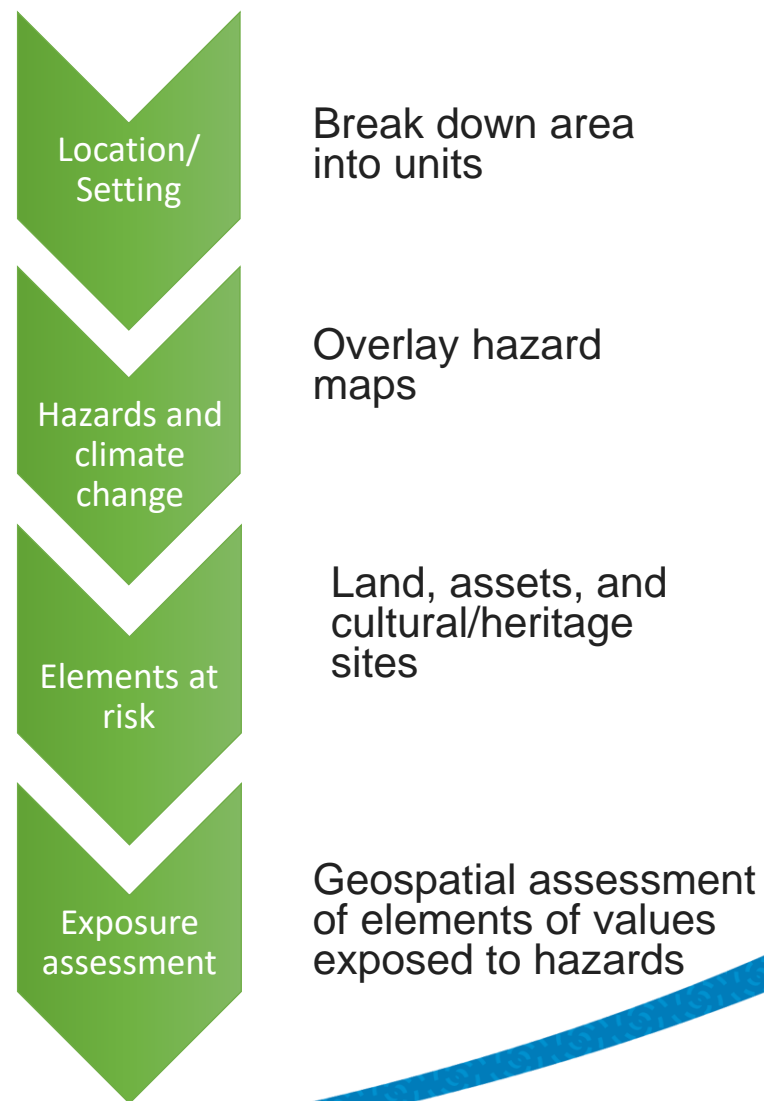 Location/
Setting
Break down area
into units
Hazards and
climate
change
Overlay hazard
maps
Elements at
risk
Land, assets, and
cultural/heritage
sites
Exposure
assessment
Geospatial assessment
of elements of values
exposed to hazards